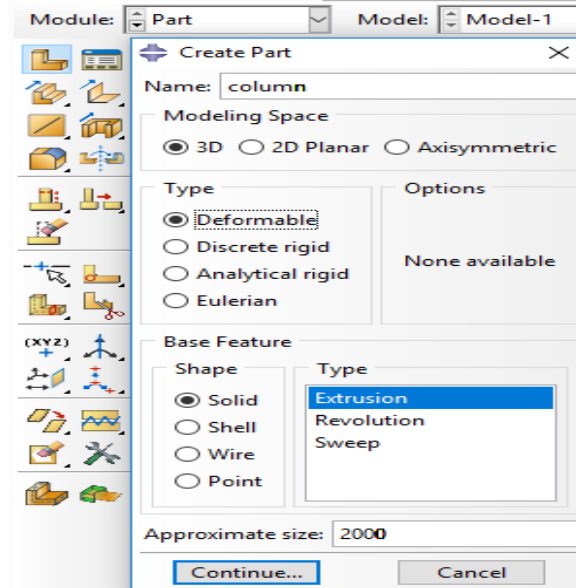 Module: Part Model: Model-1
Create Part
Name: column
Modeling Space
3D 2D Planar Axisymmetric
Type Options
Deformable
Discrete rigid
Analytical rigid
Eulerian
None available
Base Feature
Shape Type
Solid Extrusion
Shell Revolution
Wire Sweep
Point
(XYZ)
Approximate size: 2000
Continue... Cancel